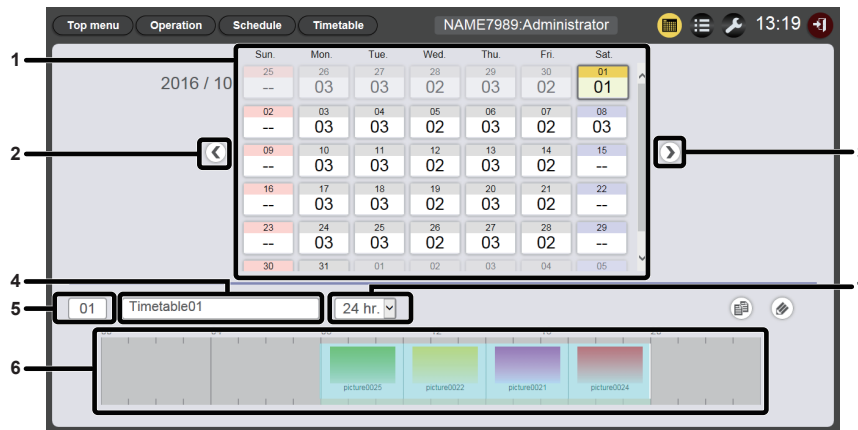 Top menu Operation Schedule Timetable NAME7989:Administrator 13:19
1
Sun. Mon. Tue. Wed. Thu. Fri. Sat.
2016 / 10
25 26 27 28 29 30 01
-- 03 03 02 03 02 01
02 03 04 05 06 07 08
-- 03 03 02 03 02 03
2
09 10 11 12 13 14 15
-- 03 03 02 03 02 --
16 17 18 19 20 21 22
-- 03 03 02 03 02 --
23 24 25 26 27 28 29
-- 03 03 02 03 02 --
30 31 01 02 03 04 05
4
5 01 Timetable01 24 hr.
6
picture0025 picture0022 picture0021 picture0024